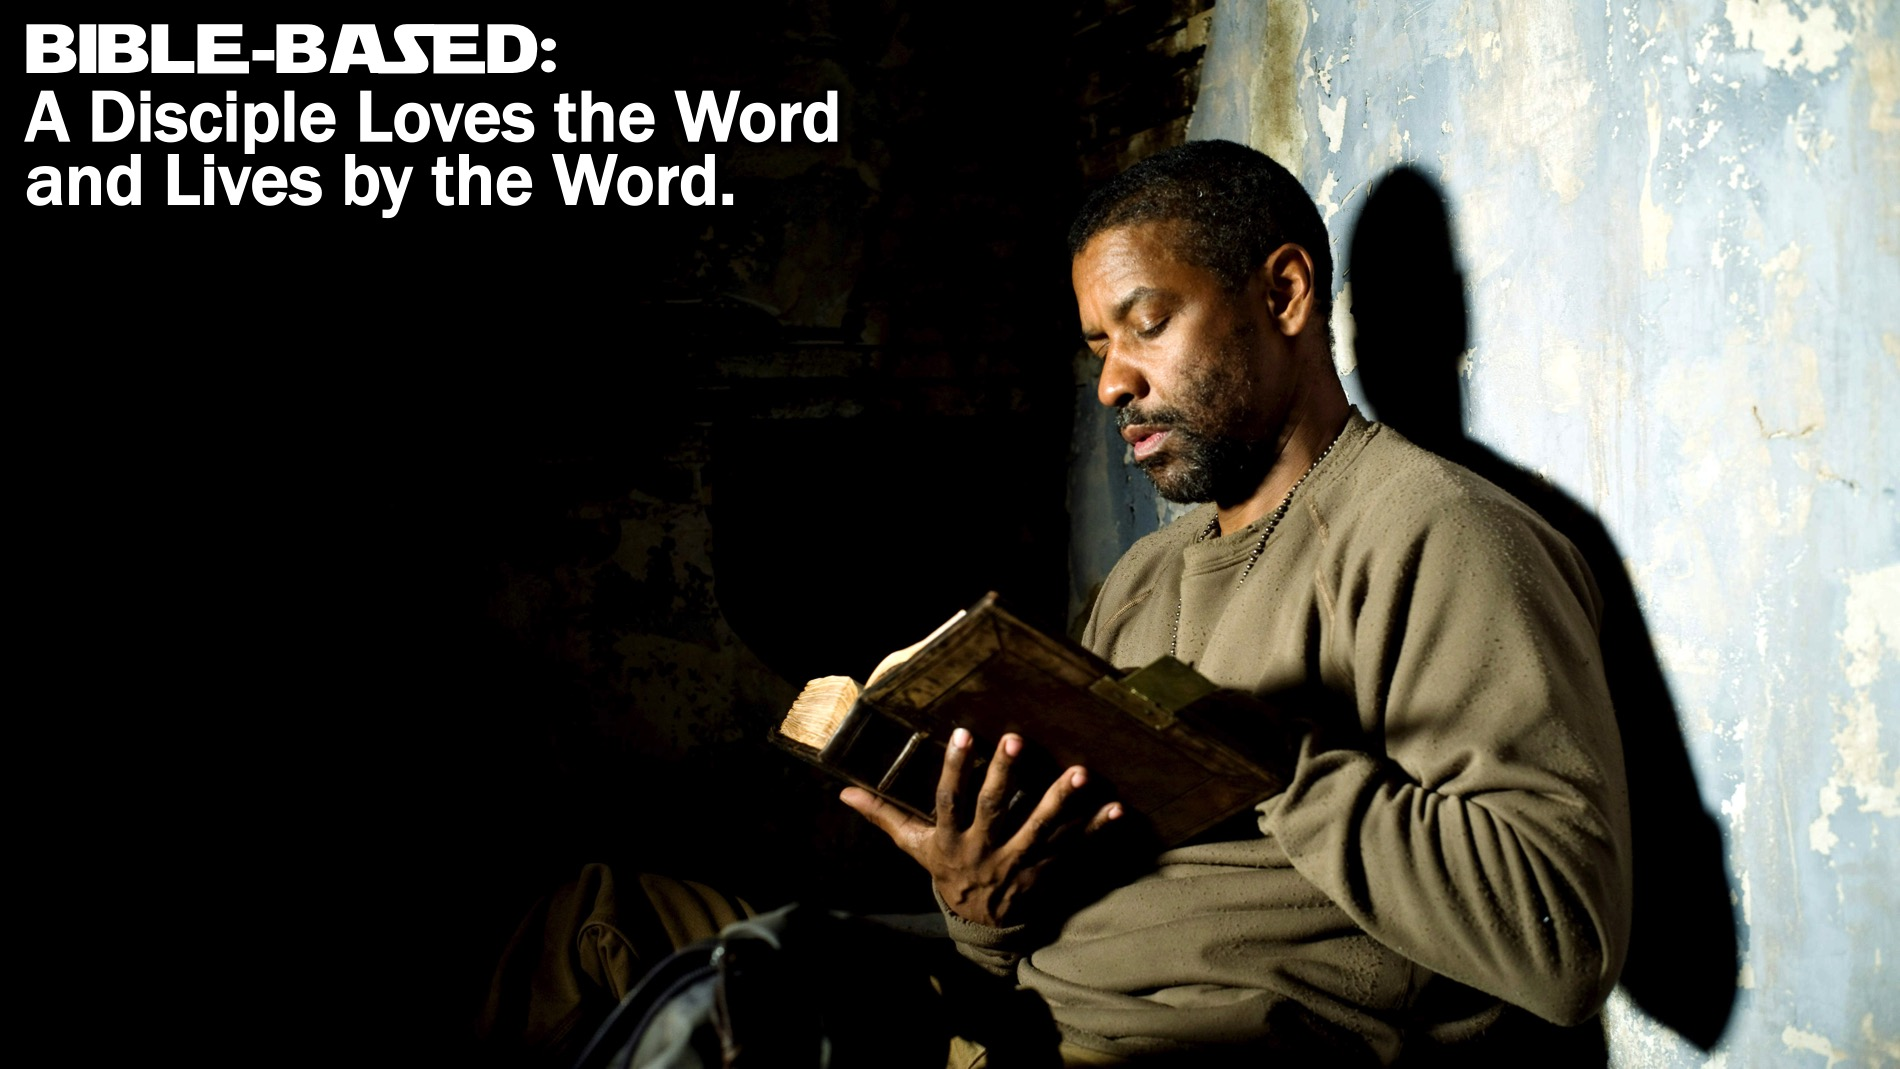 BIBLE-BASED:
A Disciple Loves the Word
and Lives by the Word.